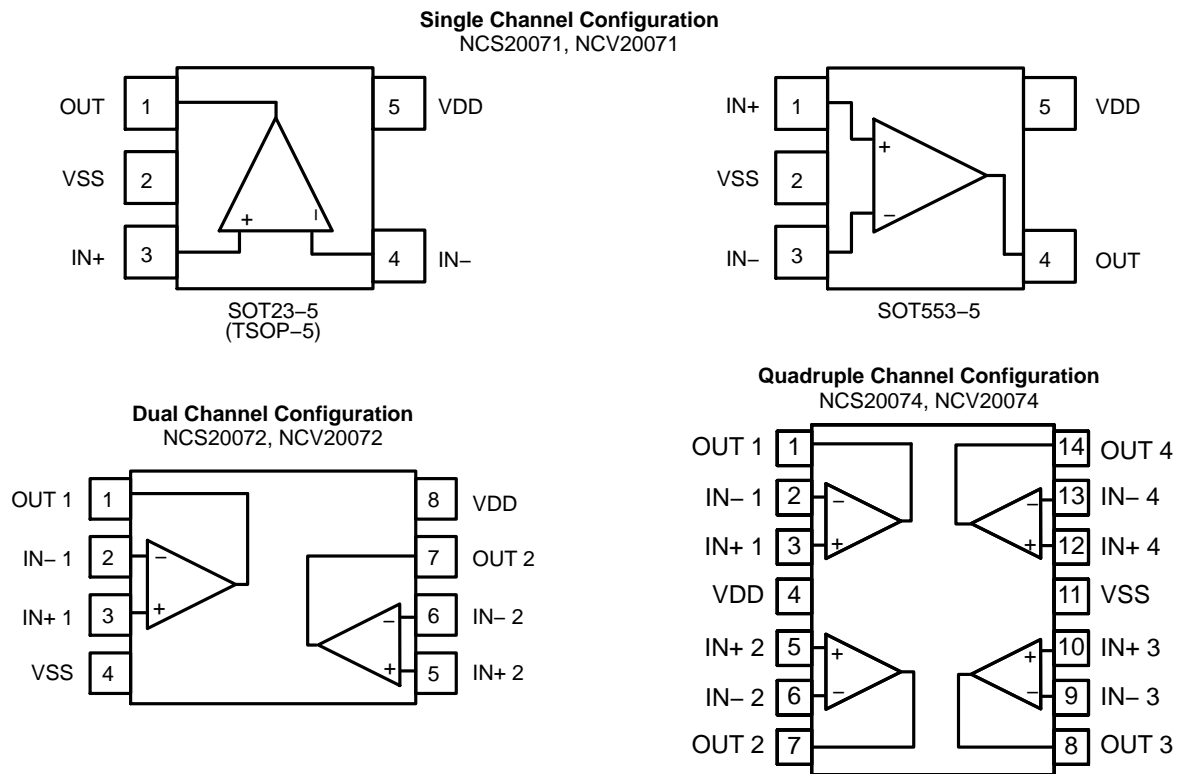 Single Channel Configuration
NCS20071, NCV20071
OUT 1 5 VDD
VSS 2
IN+ 3 4 IN−
+ −
SOT23−5
(TSOP−5)
IN+ 1 5 VDD
VSS 2
IN− 3 4 OUT
+
−
SOT553−5
Dual Channel Configuration
NCS20072, NCV20072
OUT 1 1 8 VDD
IN− 1 2 − 7 OUT 2
IN+ 1 3 + − 6 IN− 2
VSS 4 + 5 IN+ 2
Quadruple Channel Configuration
NCS20074, NCV20074
OUT 1 1 14 OUT 4
IN− 1 2 − − 13 IN− 4
IN+ 1 3 + + 12 IN+ 4
VDD 4 11 VSS
IN+ 2 5 + + 10 IN+ 3
IN− 2 6 − − 9 IN− 3
OUT 2 7 8 OUT 3